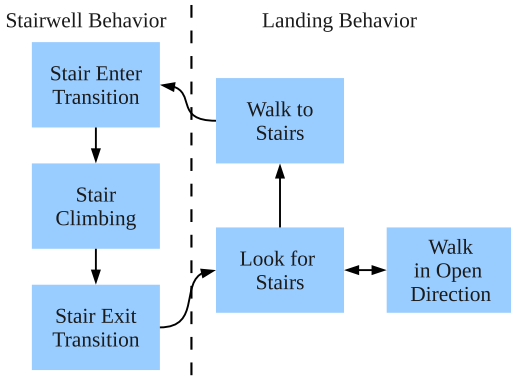 Stairwell Behavior
Landing Behavior
Stair Enter
Transition
Stair
Climbing
Stair Exit
Transition
Walk to
Stairs
Look for
Stairs
Walk
in Open
Direction